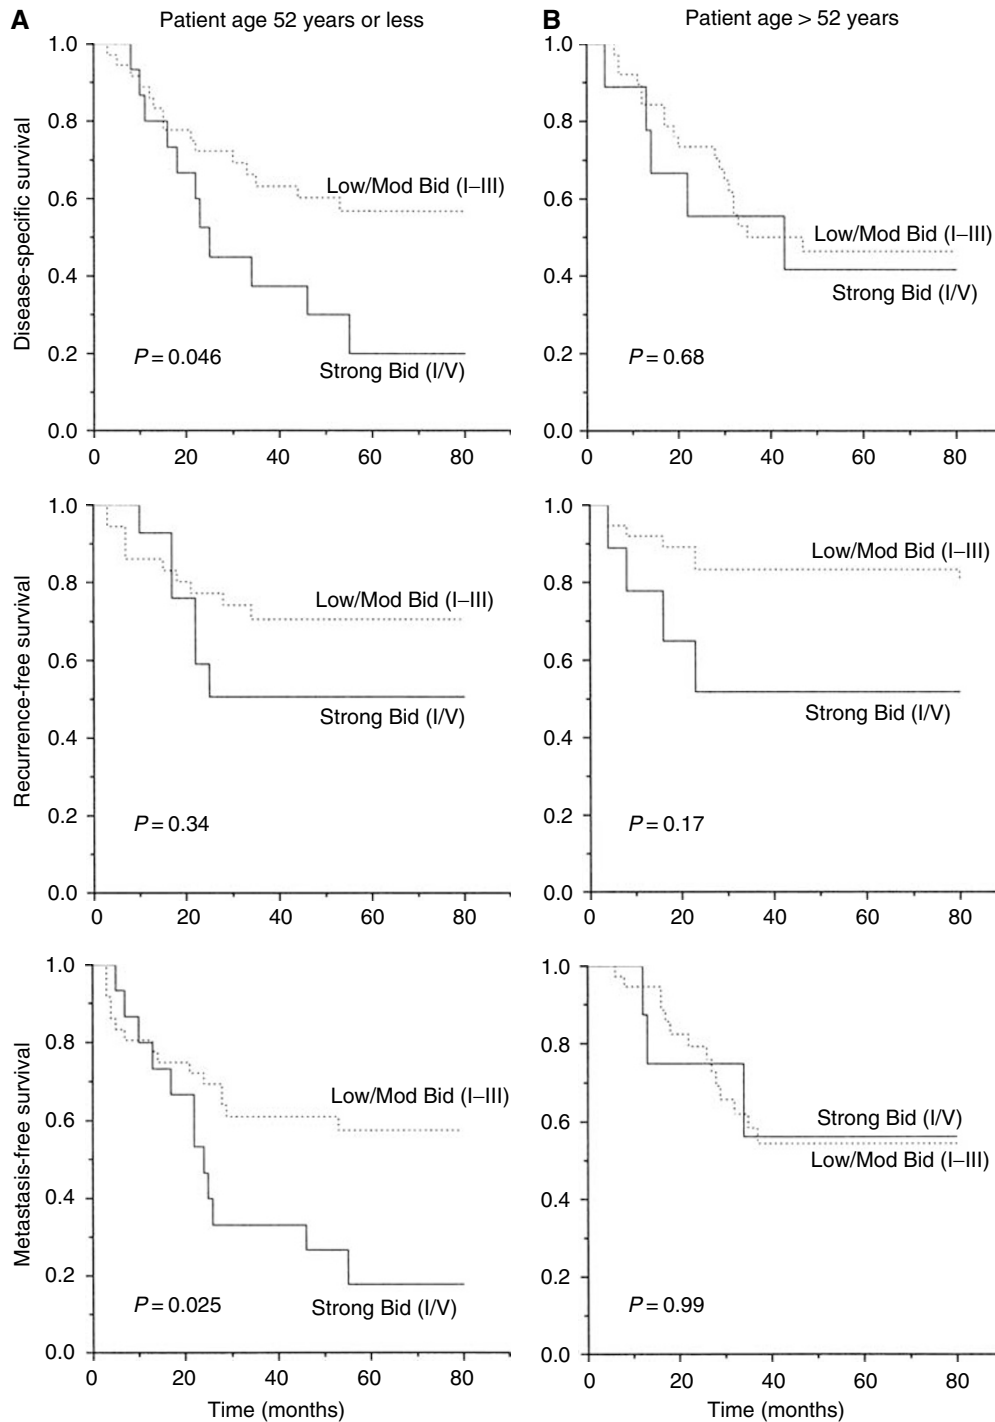 A Patient age 52 years or less
B Patient age > 52 years
Disease-specific survival
1.0
0.8
0.6
0.4
0.2
0.0
Low/Mod Bid (I–III)
P = 0.046
Strong Bid (I/V)
0 20 40 60 80
1.0
0.8
0.6
0.4
0.2
0.0
Low/Mod Bid (I–III)
Strong Bid (I/V)
P = 0.68
0 20 40 60 80
Recurrence-free survival
1.0
0.8
0.6
0.4
0.2
0.0
Low/Mod Bid (I–III)
Strong Bid (I/V)
P = 0.34
0 20 40 60 80
1.0
0.8
0.6
0.4
0.2
0.0
Low/Mod Bid (I–III)
Strong Bid (I/V)
P = 0.17
0 20 40 60 80
Metastasis-free survival
1.0
0.8
0.6
0.4
0.2
0.0
Low/Mod Bid (I–III)
P = 0.025
Strong Bid (I/V)
0 20 40 60 80
Time (months)
1.0
0.8
0.6
0.4
0.2
0.0
Strong Bid (I/V)
Low/Mod Bid (I–III)
P = 0.99
0 20 40 60 80
Time (months)